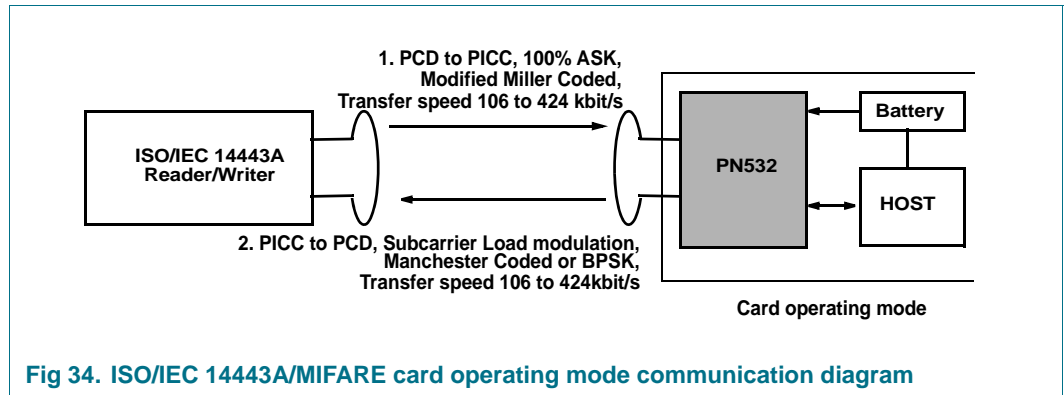 1. PCD to PICC, 100% ASK,
Modified Miller Coded,
Transfer speed 106 to 424 kbit/s
ISO/IEC 14443A
Reader/Writer
PN532
Battery
HOST
2. PICC to PCD, Subcarrier Load modulation,
Manchester Coded or BPSK,
Transfer speed 106 to 424kbit/s
Card operating mode
Fig 34. ISO/IEC 14443A/MIFARE card operating mode communication diagram